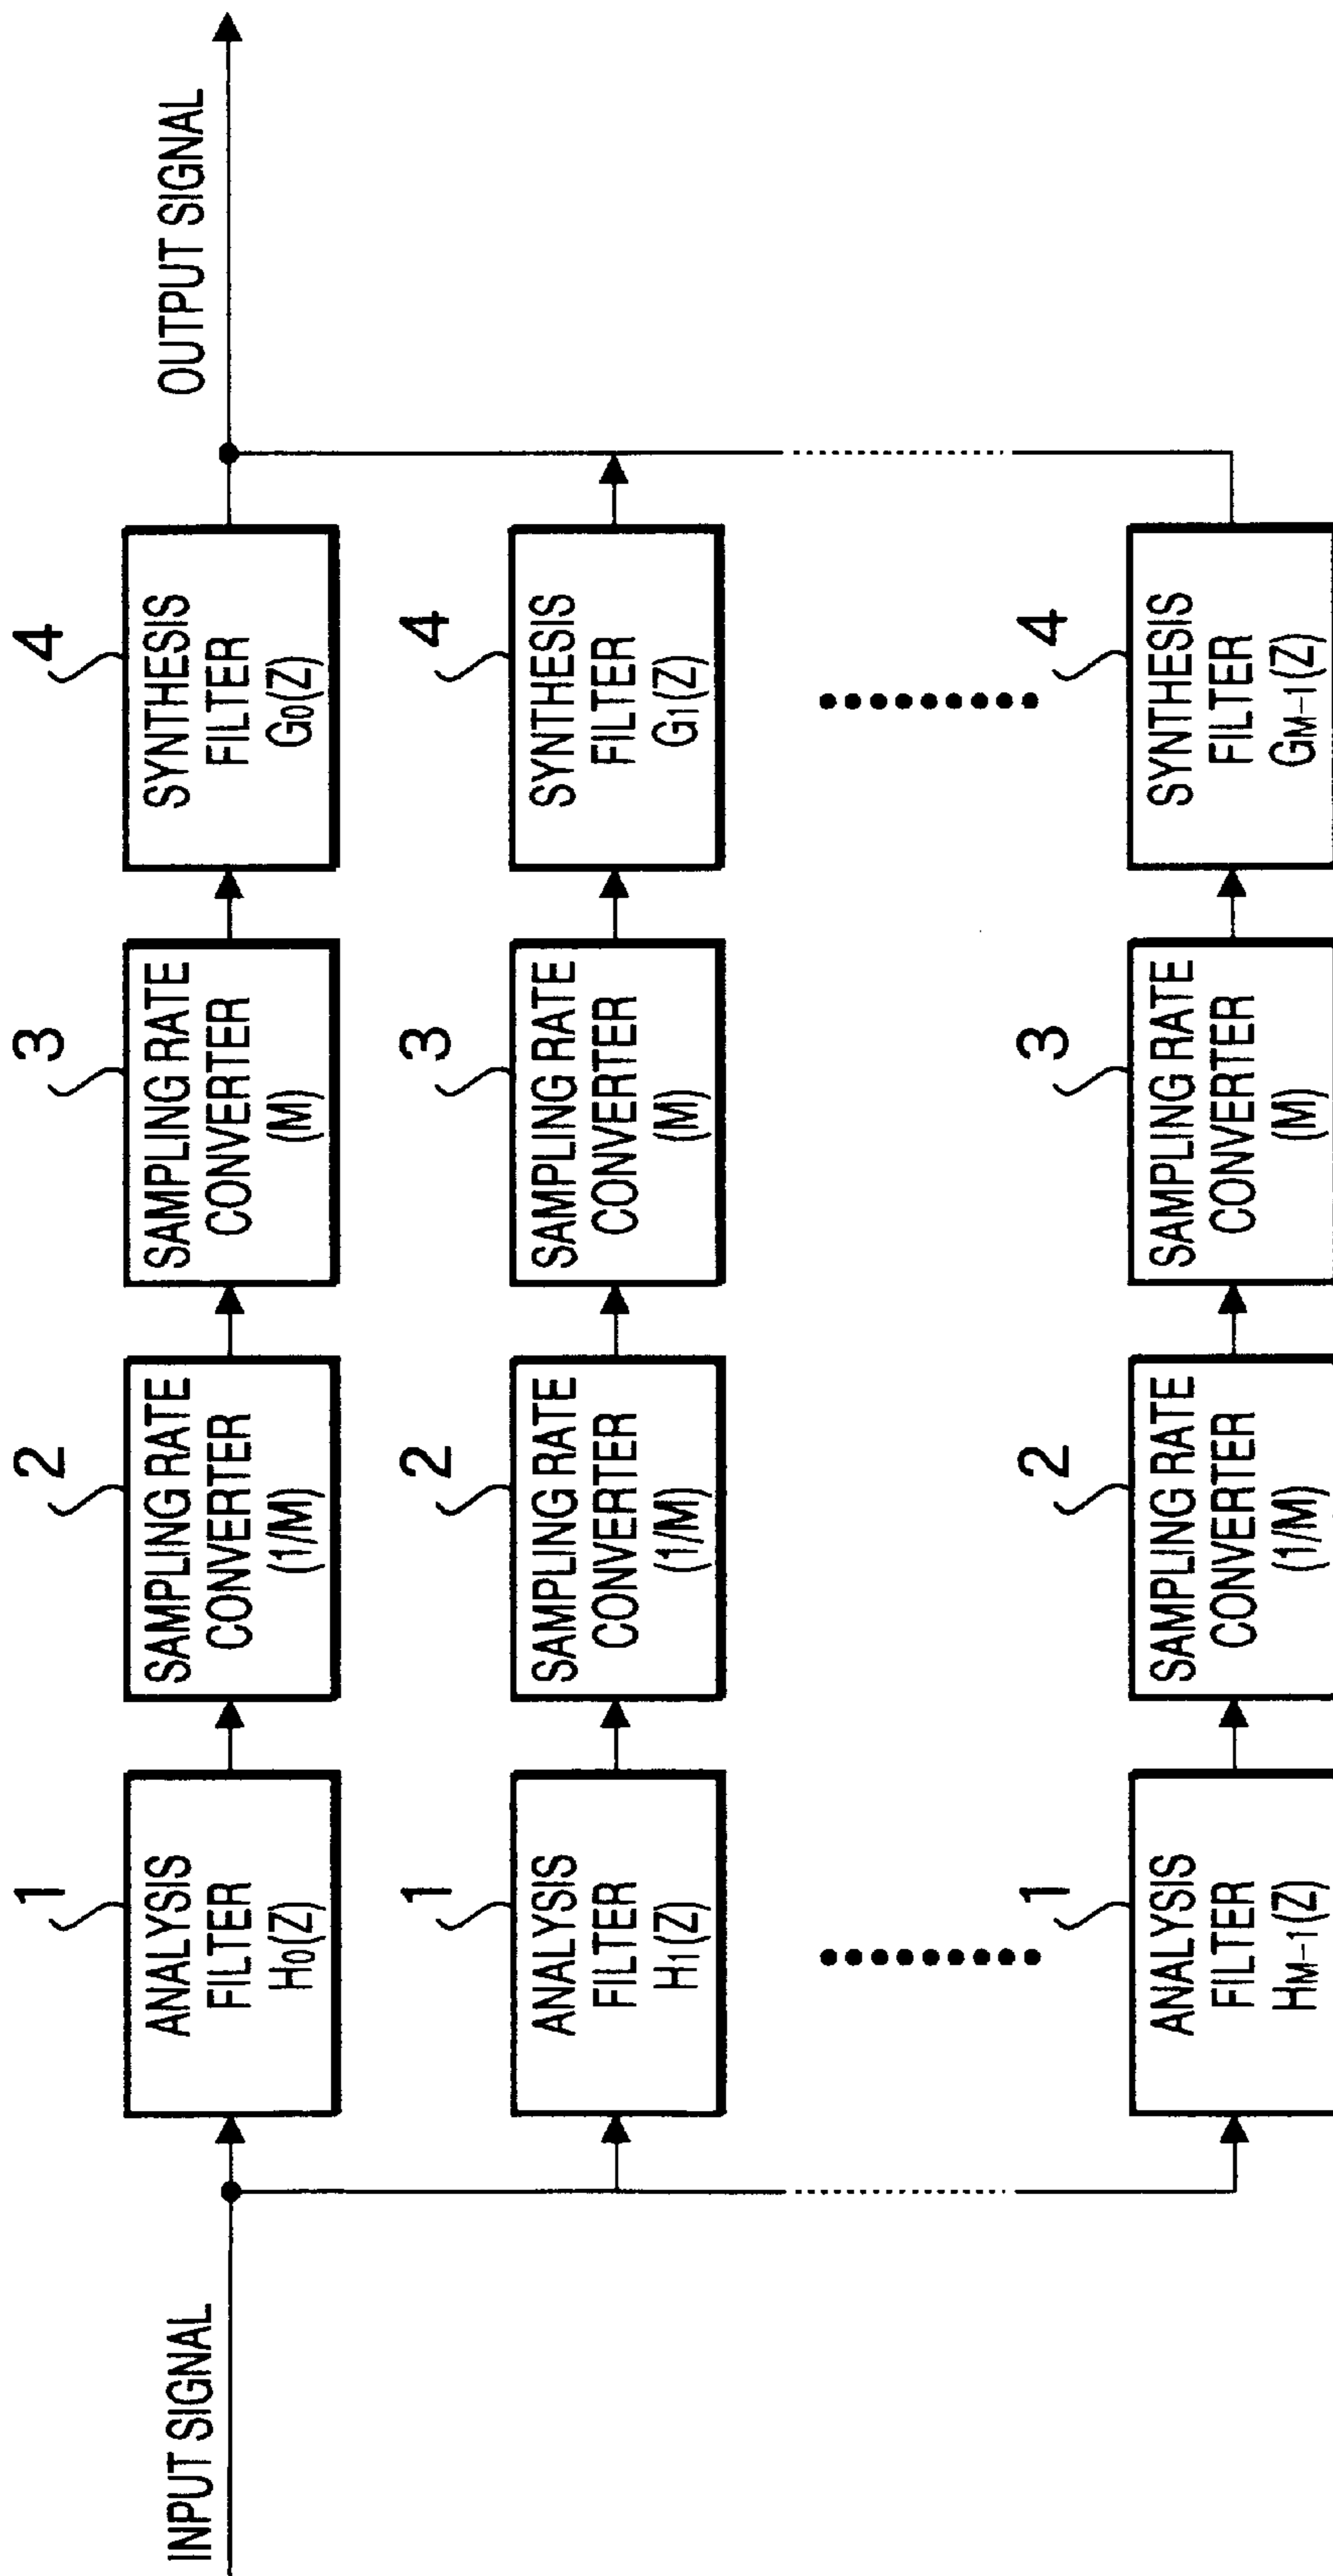 INPUT SIGNAL
OUTPUT SIGNAL
1
ANALYSIS
FILTER
H0(Z)
2
SAMPLING RATE
CONVERTER
(1/M)
3
SAMPLING RATE
CONVERTER
(M)
4
SYNTHESIS
FILTER
G0(Z)
1
ANALYSIS
FILTER
H1(Z)
2
SAMPLING RATE
CONVERTER
(1/M)
3
SAMPLING RATE
CONVERTER
(M)
4
SYNTHESIS
FILTER
G1(Z)
1
ANALYSIS
FILTER
HM-1(Z)
2
SAMPLING RATE
CONVERTER
(1/M)
3
SAMPLING RATE
CONVERTER
(M)
4
SYNTHESIS
FILTER
GM-1(Z)